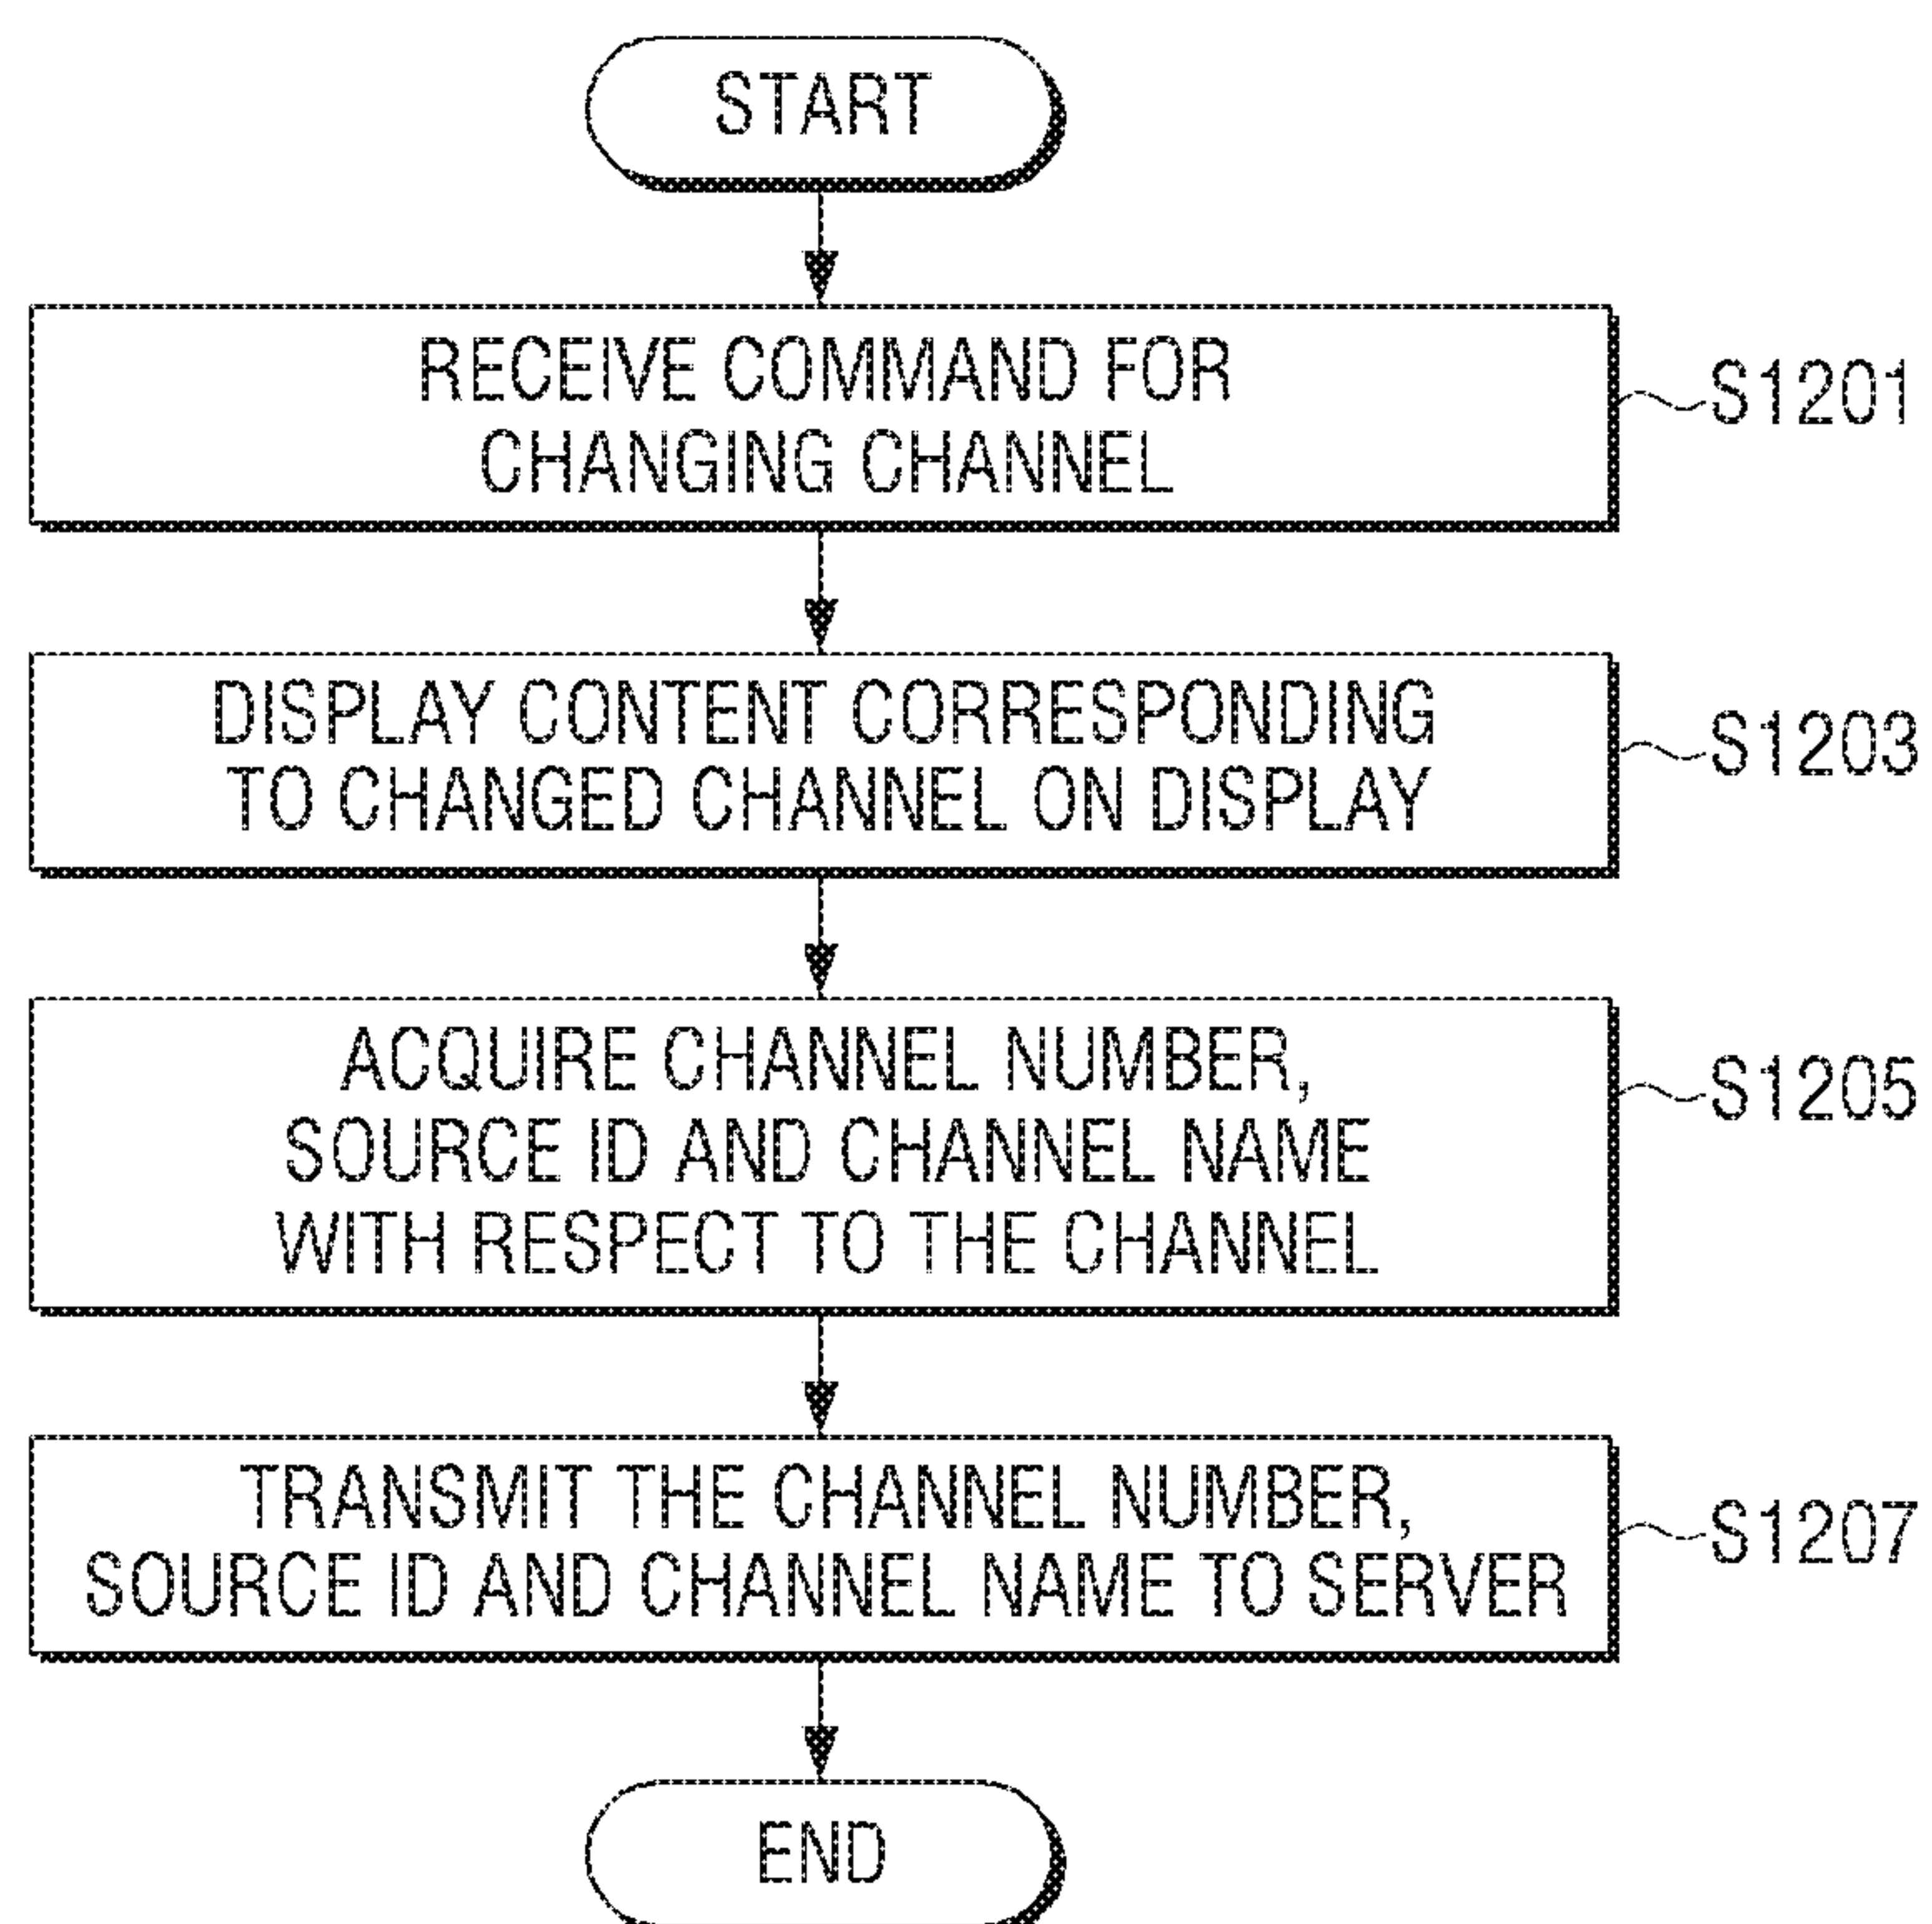 START
RECEIVE COMMAND FOR
CHANGING CHANNEL
S1201
DISPLAY CONTENT CORRESPONDING
TO CHANGED CHANNEL ON DISPLAY
S1203
ACQUIRE CHANNEL NUMBER,
SOURCE ID AND CHANNEL NAME
WITH RESPECT TO THE CHANNEL
S1205
TRANSMIT THE CHANNEL NUMBER,
SOURCE ID AND CHANNEL NAME TO SERVER
S1207
END